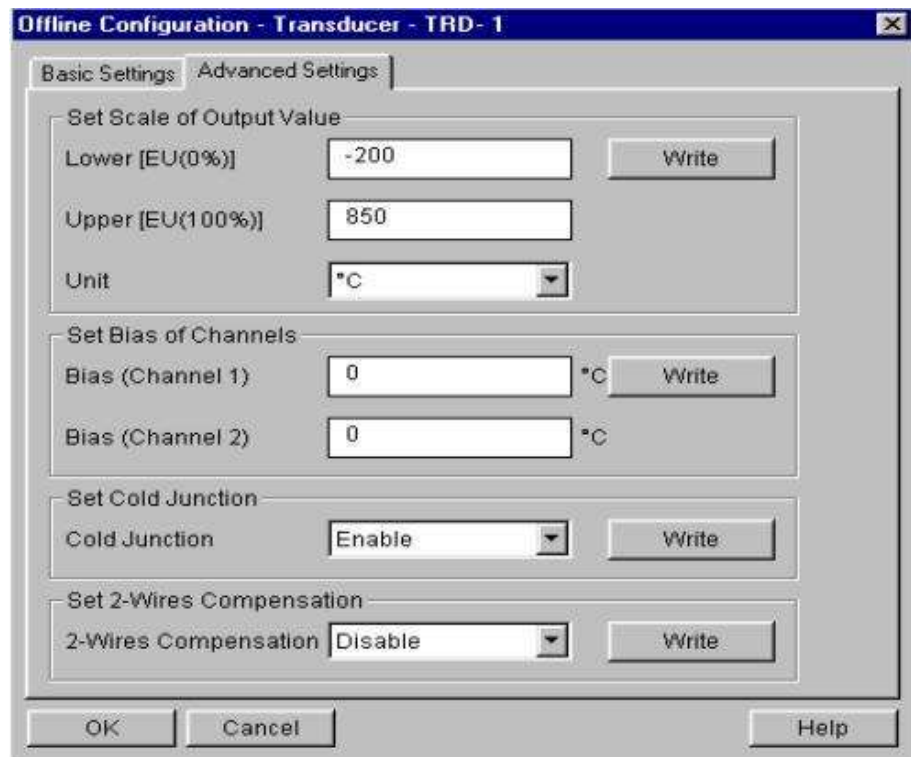 Offline Configuration - Transducer - TRD- 1
Basic Settings Advanced Settings
Set Scale of Output Value
Lower [EU(0%)] -200 Write
Upper [EU(100%)] 850
Unit °C
Set Bias of Channels
Bias (Channel 1) 0 °C Write
Bias (Channel 2) 0 °C
Set Cold Junction
Cold Junction Enable Write
Set 2-Wires Compensation
2-Wires Compensation Disable Write
OK Cancel Help